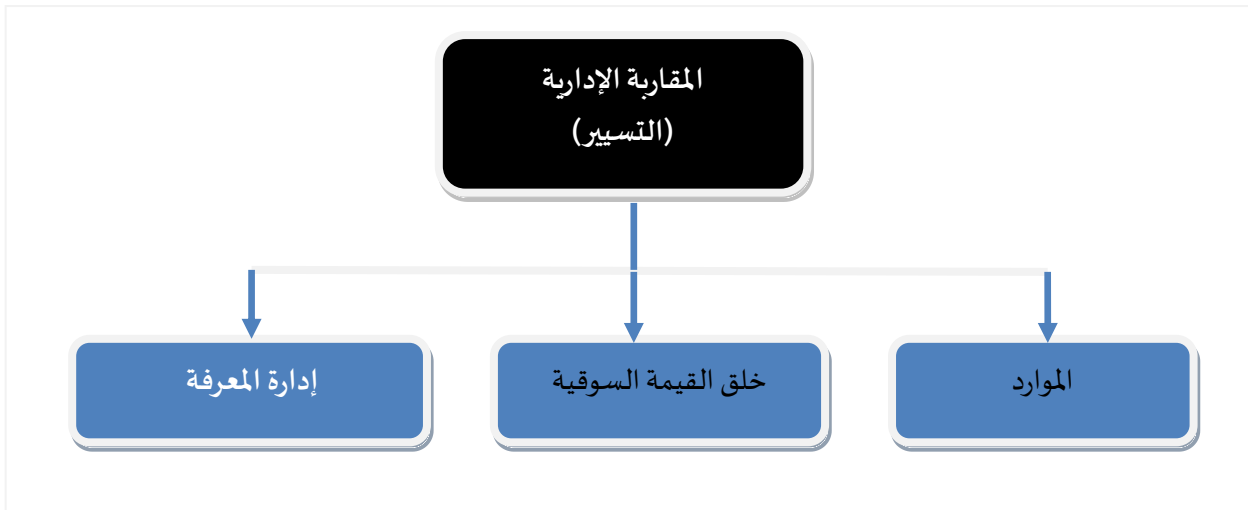 المقاربة الإدارية
(التسيير)
الموارد
خلق القيمة السوقية
إدارة المعرفة